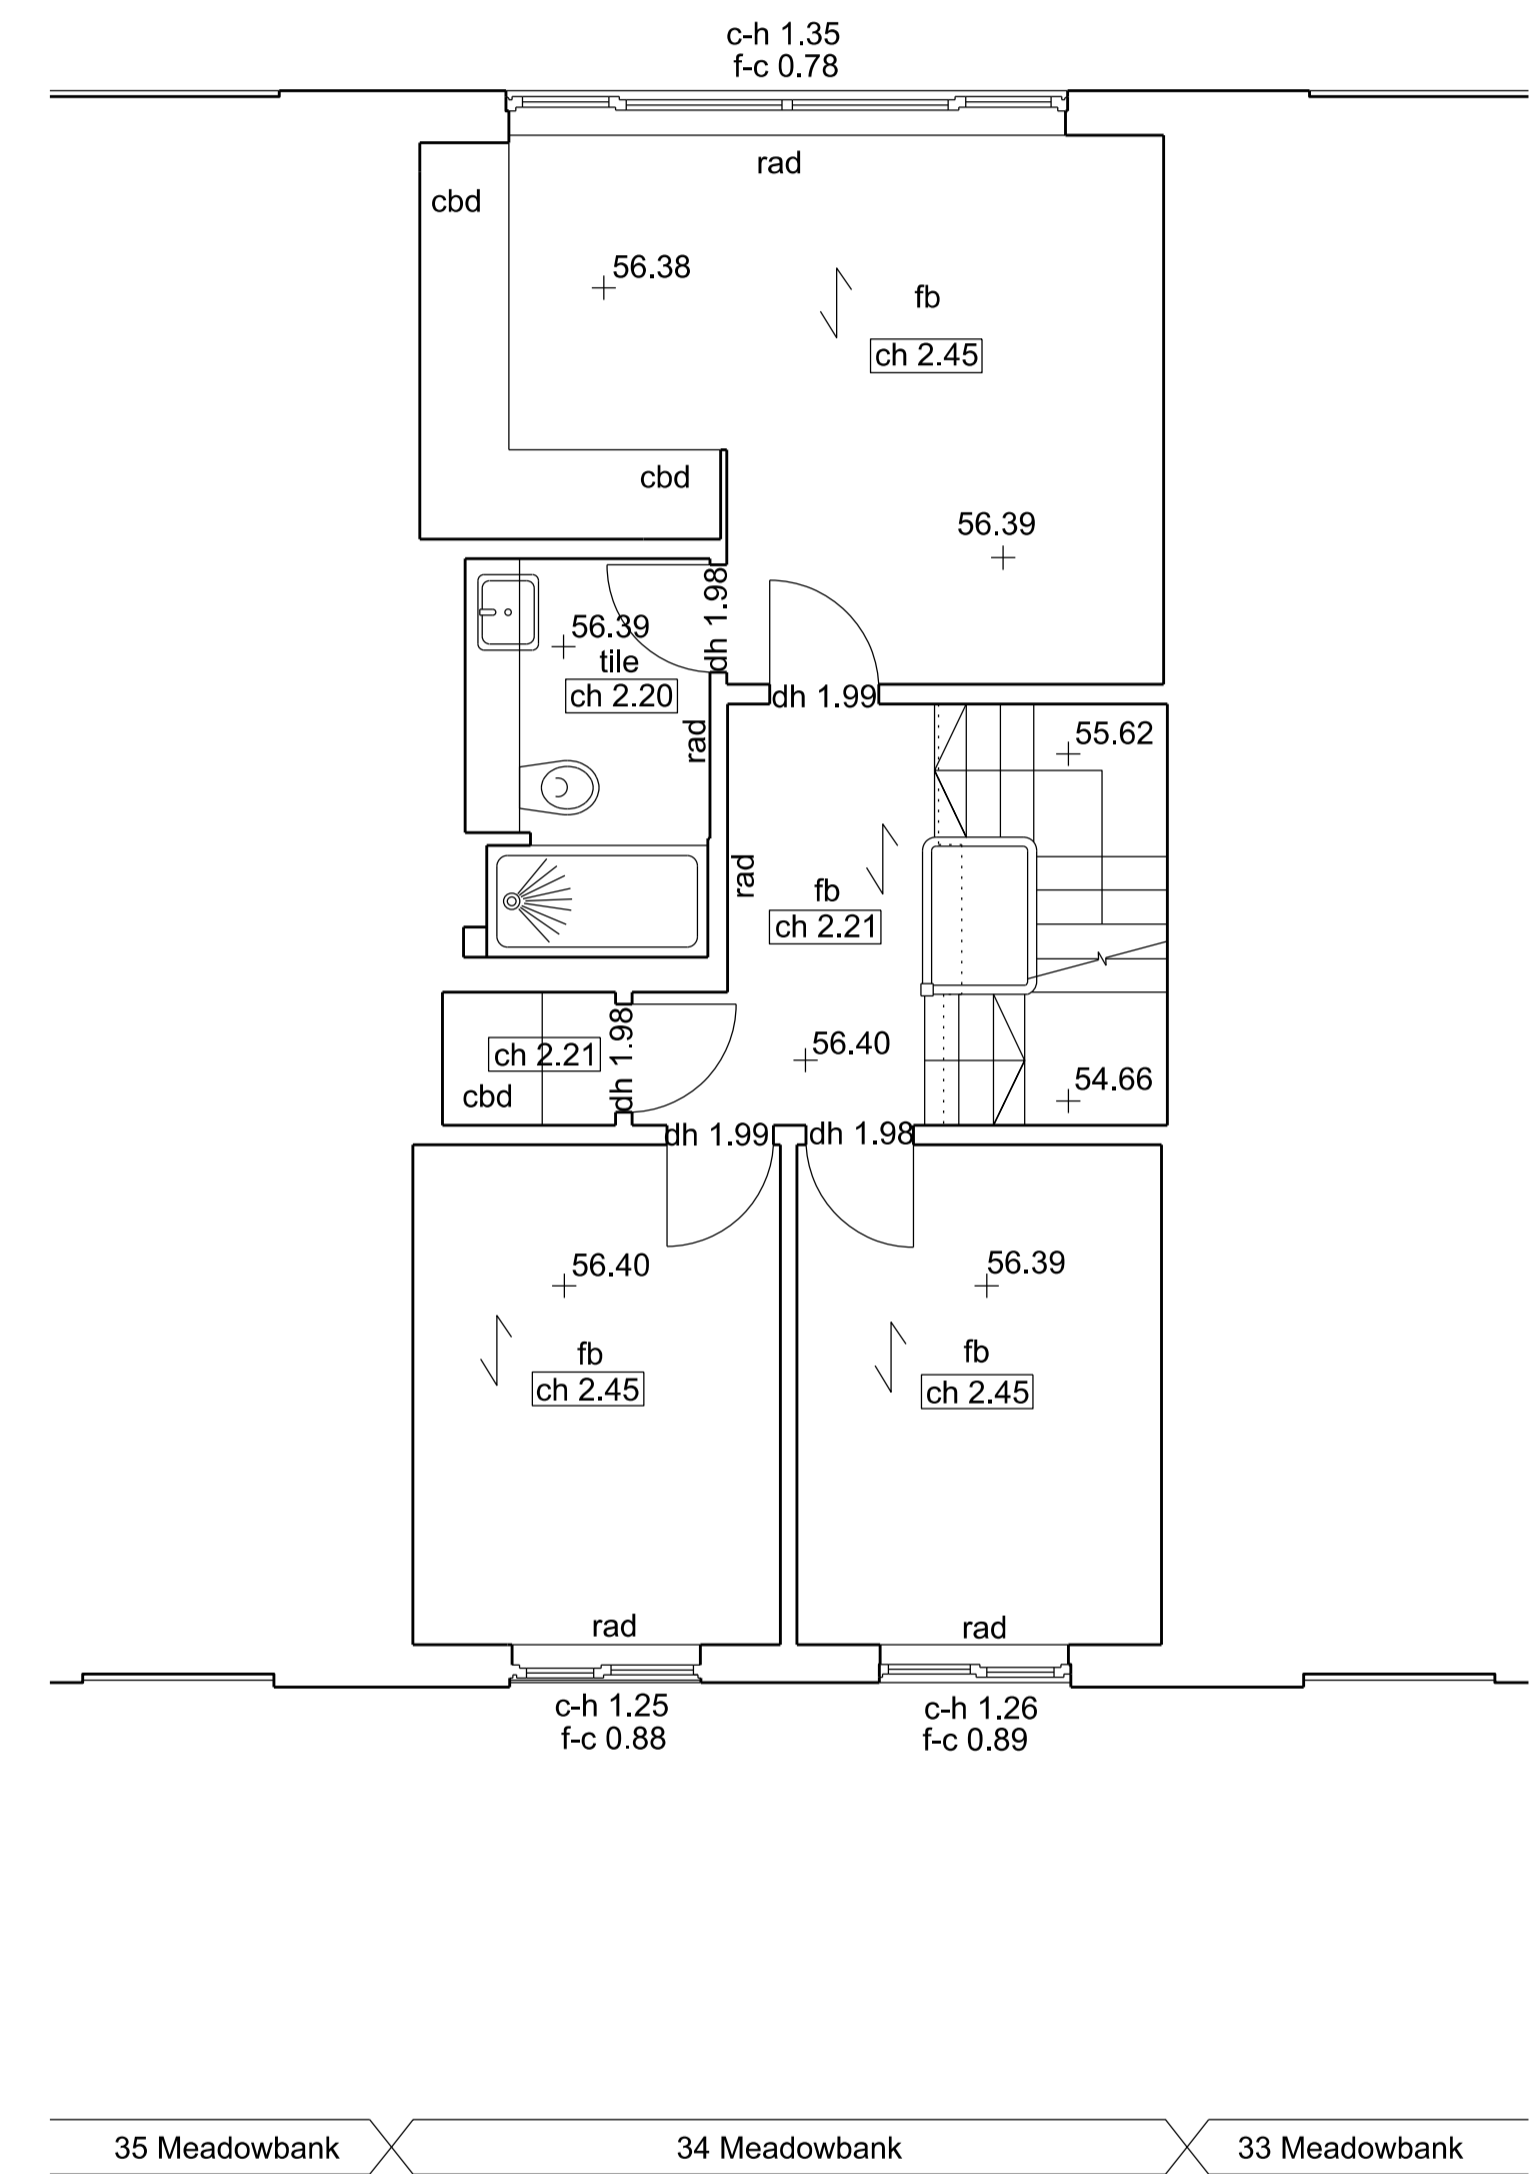 c-h 1.35
f-c 0.78
rad
cbd
56.38
fb
ch 2.45
cbd
56.39
dh 1.98
56.39
tile
ch 2.20
dh 1.99
rad
55.62
rad
fb
ch 2.21
ch 2.21
dh 1.98
56.40
cbd
54.66
dh 1.99
dh 1.98
56.40
56.39
fb
fb
ch 2.45
ch 2.45
rad
rad
c-h 1.25
f-c 0.88
c-h 1.26
f-c 0.89
35 Meadowbank
34 Meadowbank
33 Meadowbank